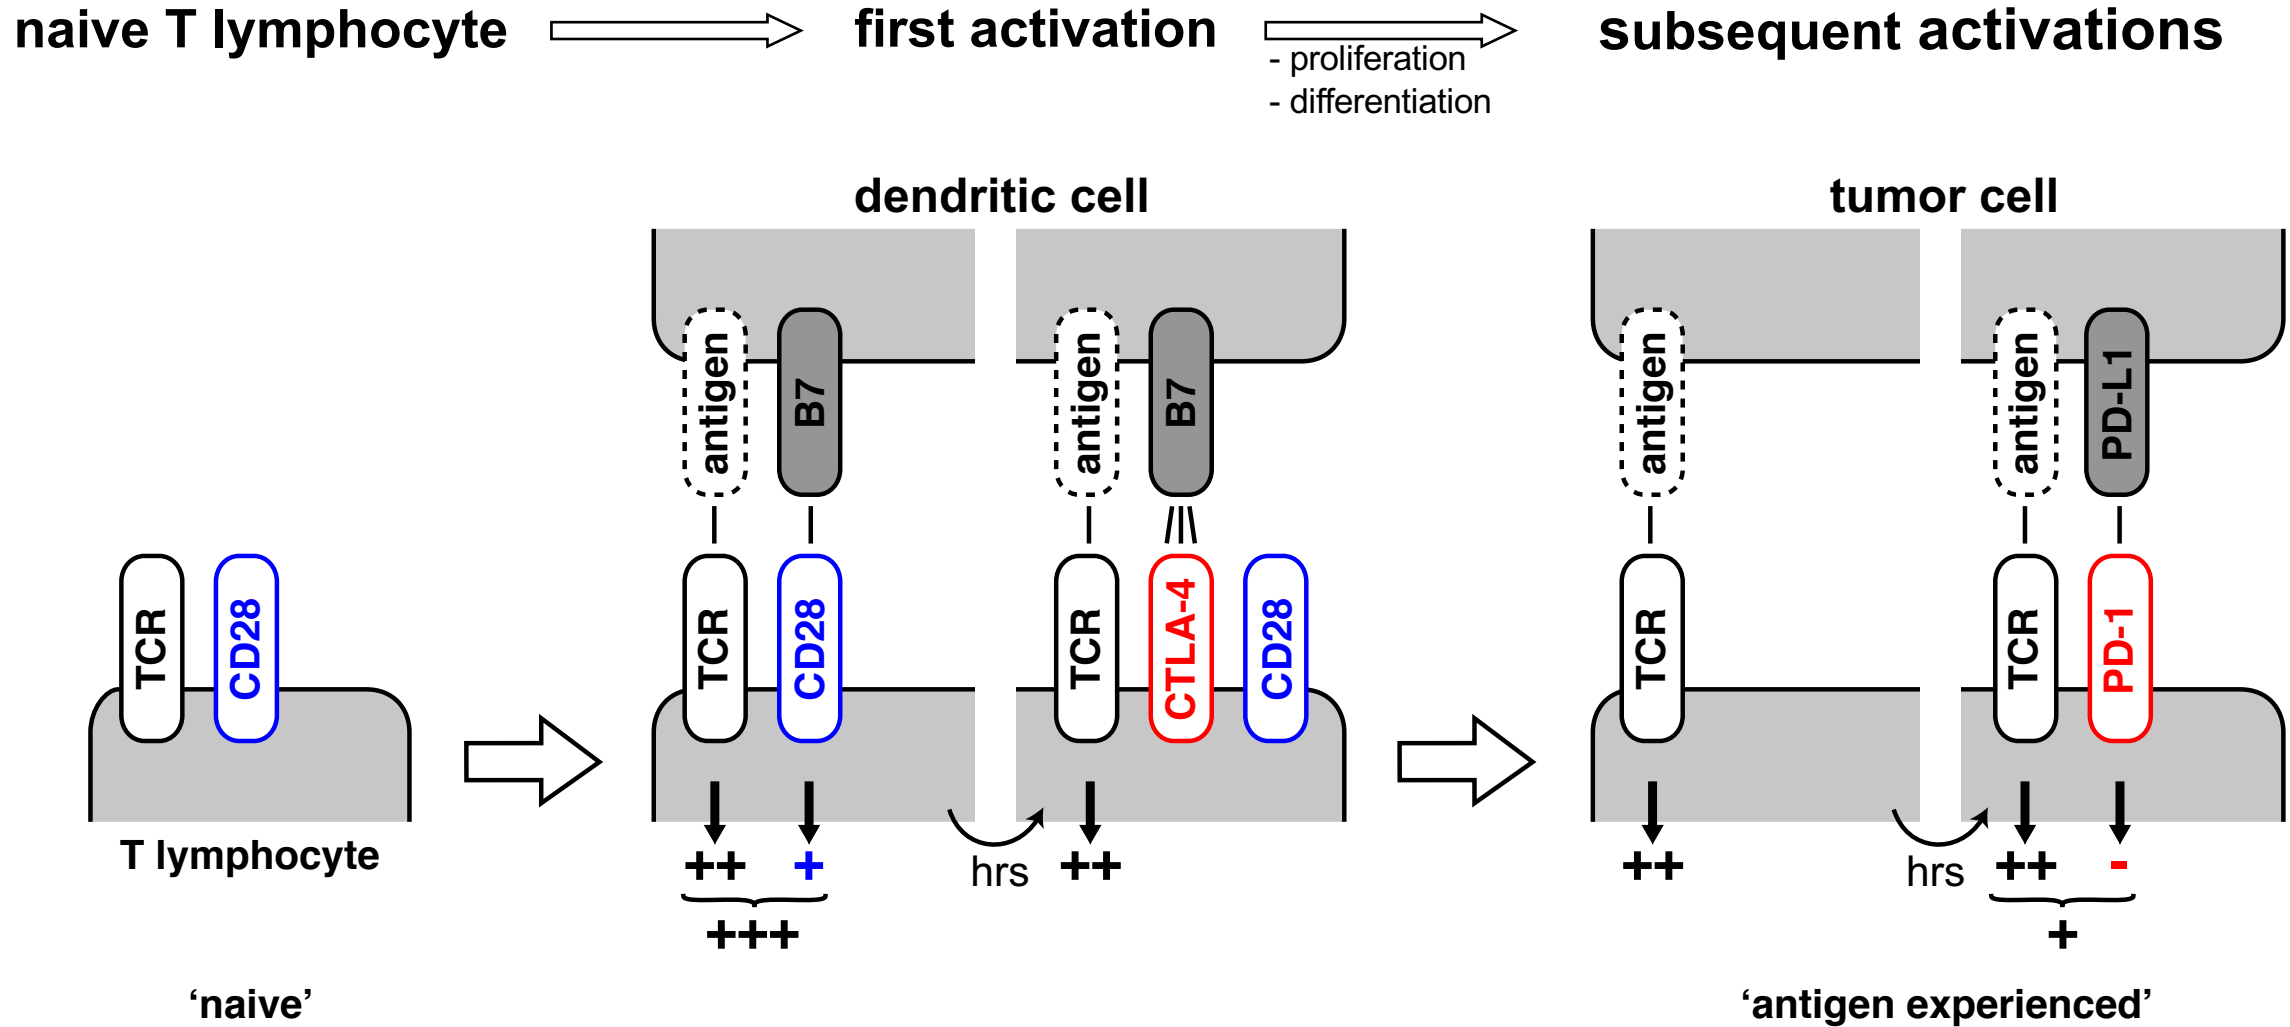 naive T lymphocyte
first activation
subsequent activations
- proliferation
- differentiation
dendritic cell
tumor cell
antigen
B7
antigen
B7
antigen
antigen
PD-L1
TCR
CD28
TCR
CD28
TCR
CTLA-4
CD28
TCR
TCR
PD-1
T lymphocyte
++
+
hrs
++
++
hrs
++
-
+++
+
‘naive’
‘antigen experienced’